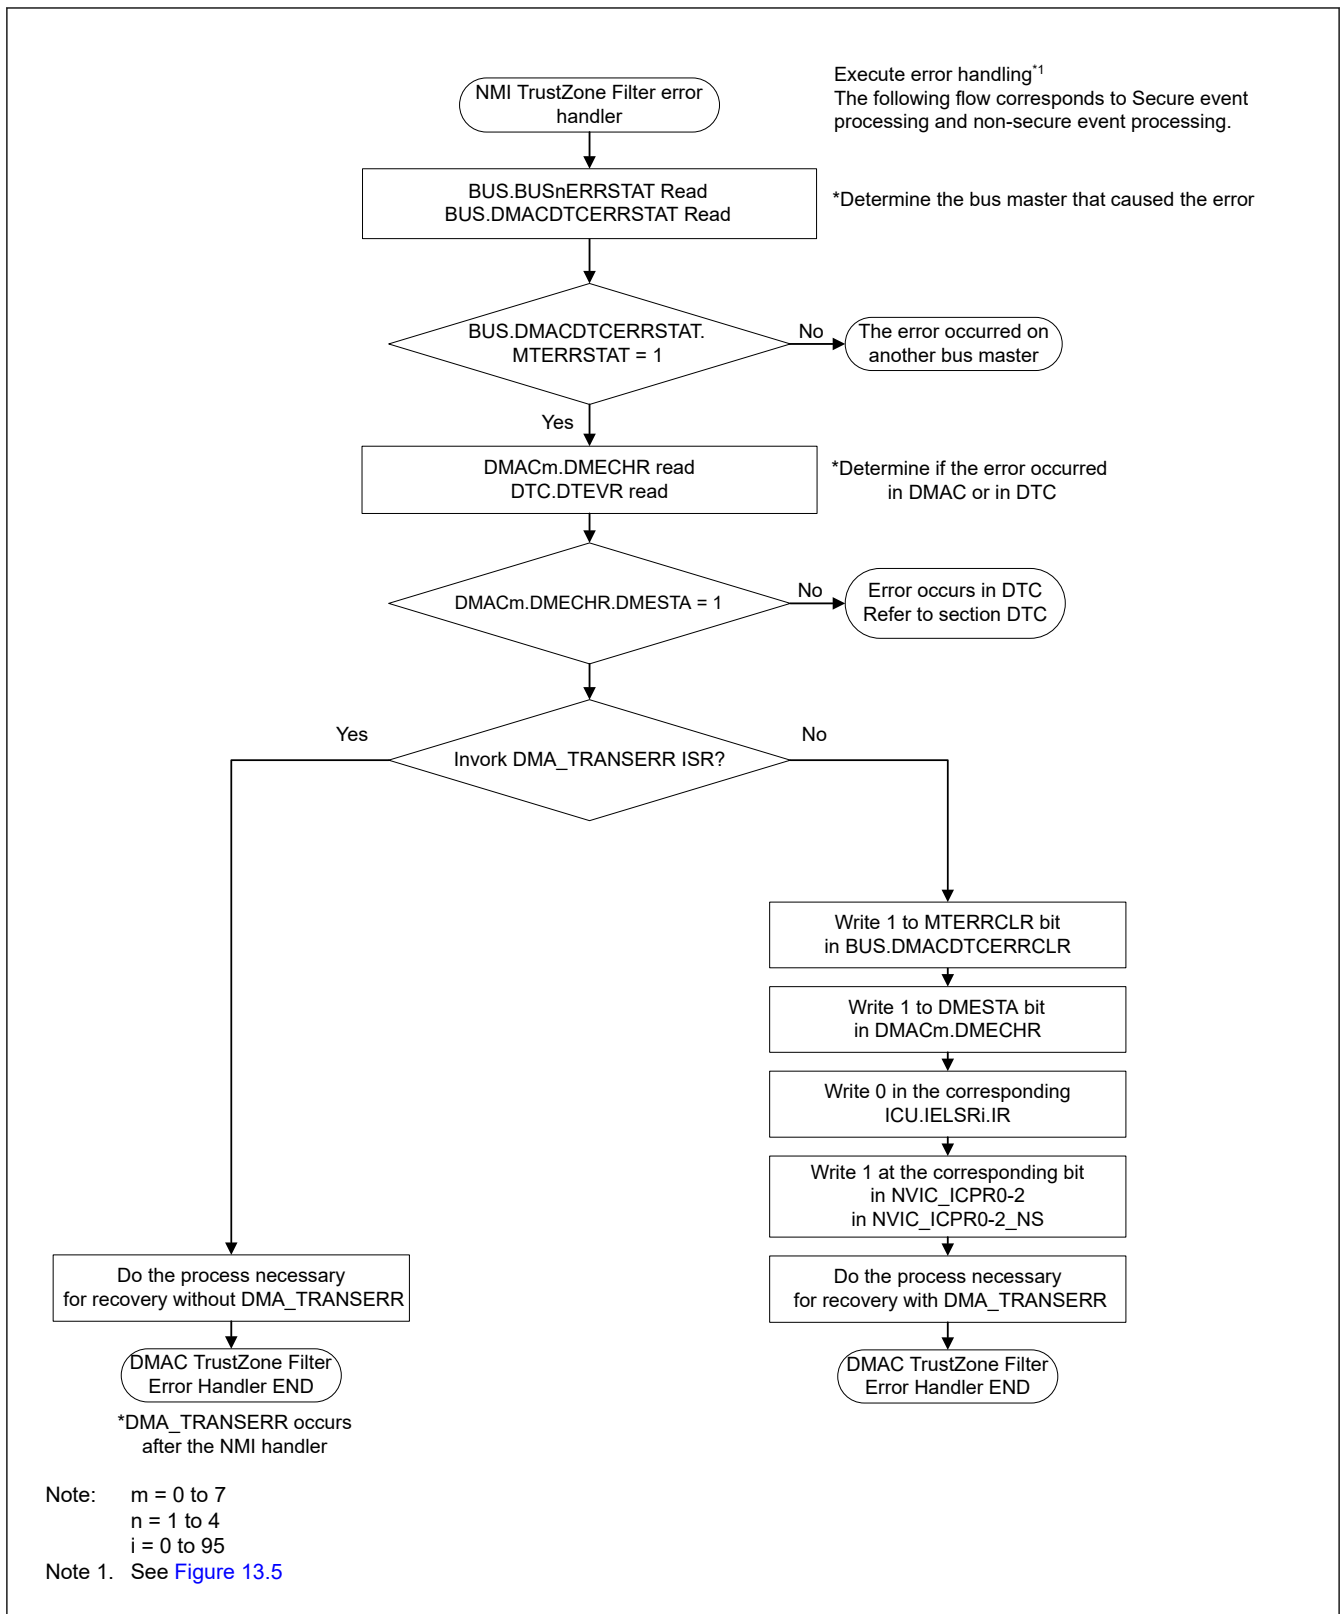 NMI TrustZone Filter error
handler
Execute error handling*1
The following flow corresponds to Secure event
processing and non-secure event processing.
BUS.BUSnERRSTAT Read
BUS.DMACDTCERRSTAT Read
*Determine the bus master that caused the error
BUS.DMACDTCERRSTAT.
MTERRSTAT = 1
No
The error occurred on
another bus master
Yes
DMACm.DMECHR read
DTC.DTEVR read
*Determine if the error occurred
in DMAC or in DTC
DMACm.DMECHR.DMESTA = 1
No
Error occurs in DTC
Refer to section DTC
Yes
Invork DMA_TRANSERR ISR?
No
Write 1 to MTERRCLR bit
in BUS.DMACDTCERRCLR
Write 1 to DMESTA bit
in DMACm.DMECHR
Write 0 in the corresponding
ICU.IELSRi.IR
Write 1 at the corresponding bit
in NVIC_ICPR0-2
in NVIC_ICPR0-2_NS
Do the process necessary
for recovery without DMA_TRANSERR
Do the process necessary
for recovery with DMA_TRANSERR
DMAC TrustZone Filter
Error Handler END
DMAC TrustZone Filter
Error Handler END
*DMA_TRANSERR occurs
after the NMI handler
Note: m = 0 to 7
n = 1 to 4
i = 0 to 95
Note 1. See Figure 13.5